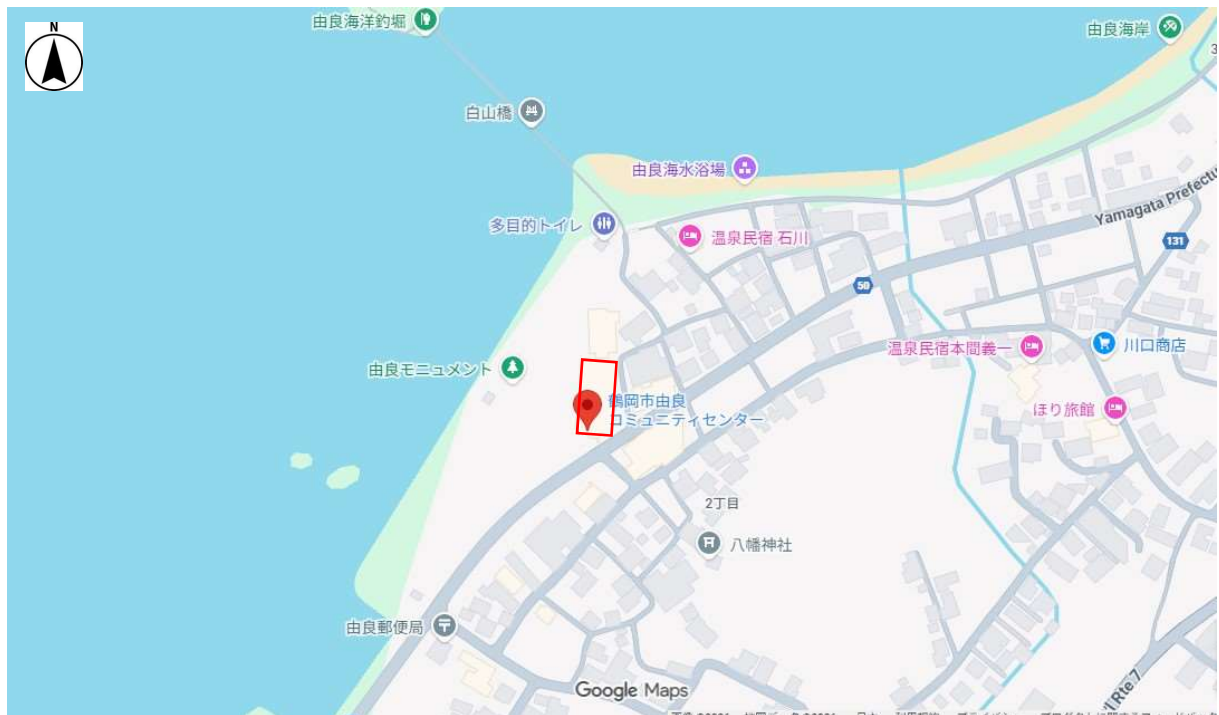 由良海洋釣堀
N
由良海岸
白山橋
由良海水浴場
Yamagata Prefectu
多目的トイレ
温泉民宿 石川
131
50
温泉民宿本間義一
川口商店
由良モニュメント
鶴岡市由良
コミュニティセンター
ほり旅館
2丁目
八幡神社
由良郵便局
Rte 7
Google Maps